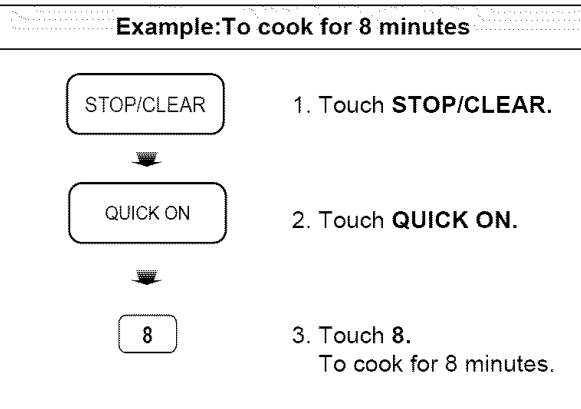 Example:To cook for 8 minutes
STOP/CLEAR
1. Touch STOP/CLEAR.
QUICK ON
2. Touch QUICK ON.
8
3. Touch 8.
To cook for 8 minutes.